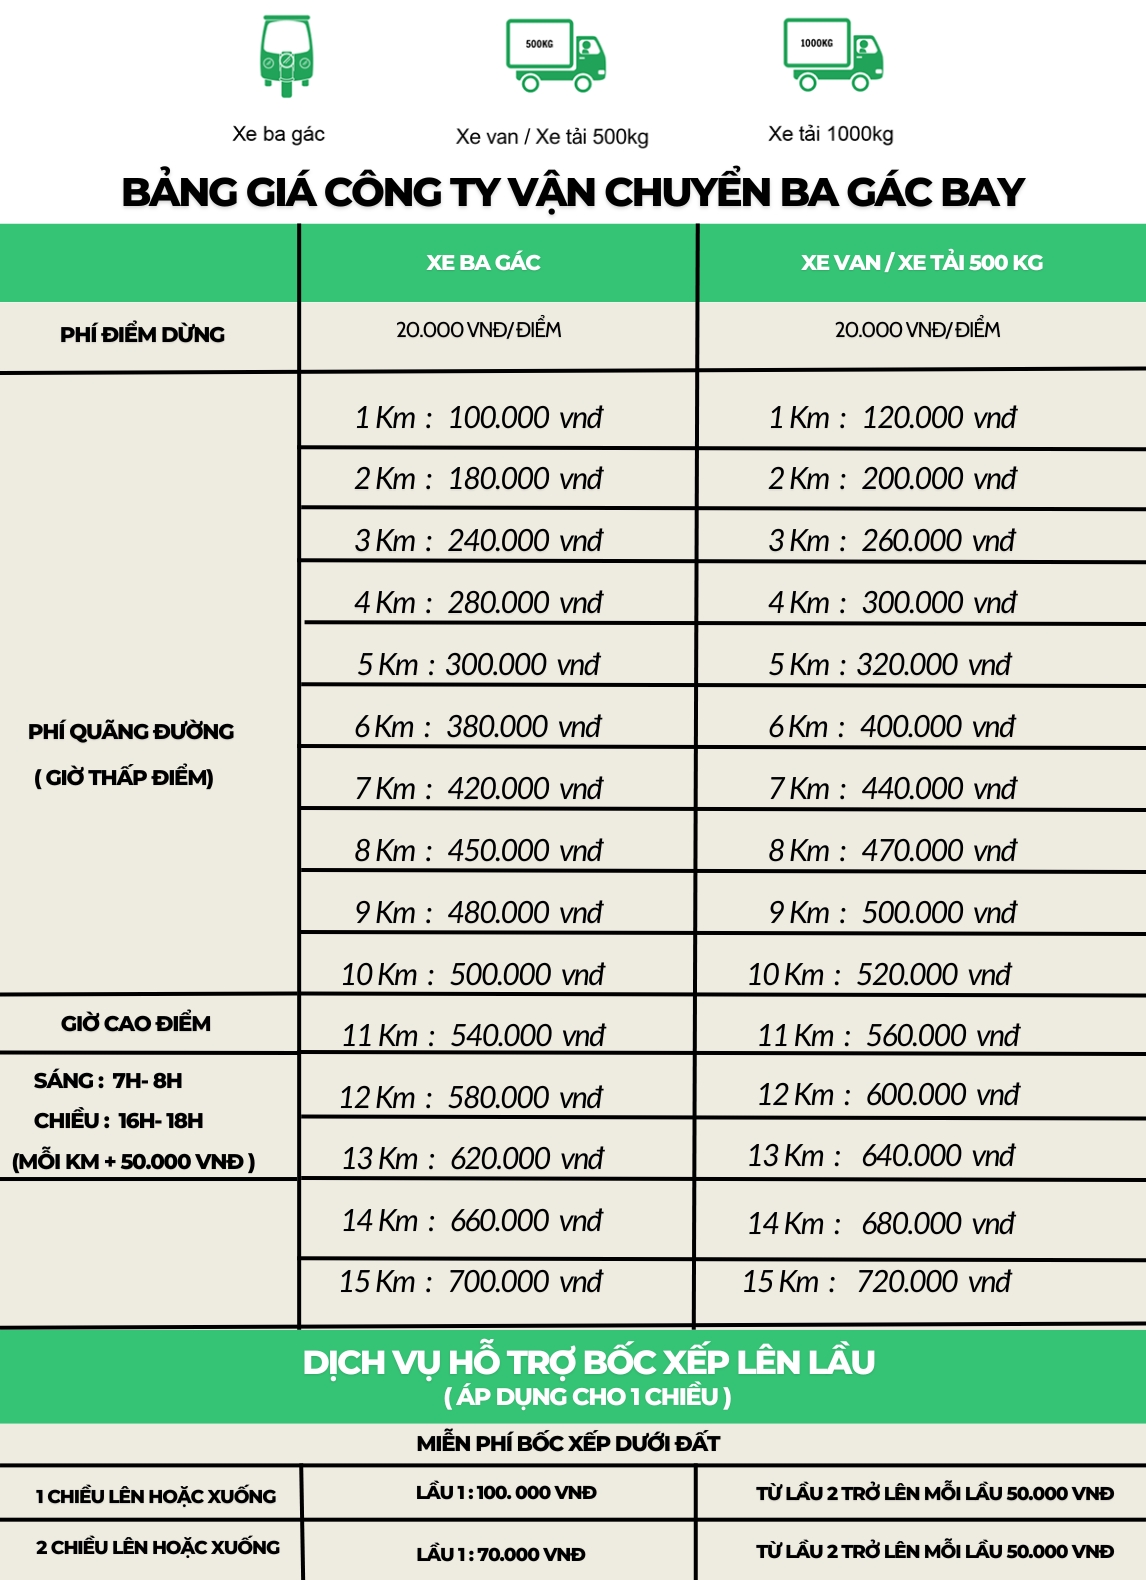 500KG
1000KG
Xe ba gác
Xe van / Xe tải 500kg
Xe tải 1000kg
BẢNG GIÁ CÔNG TY VẬN CHUYỂN BA GÁC BAY
XE BA GÁC
XE VAN / XE TẢI 500 KG
PHÍ ĐIỂM DỪNG
20.000 VNĐ/ĐIỂM
20.000 VNĐ/ĐIỂM
1 Km : 100.000 vnđ
1 Km : 120.000 vnđ
2 Km : 180.000 vnđ
2 Km : 200.000 vnđ
3 Km : 240.000 vnđ
3 Km : 260.000 vnđ
4 Km : 280.000 vnđ
4 Km : 300.000 vnđ
5 Km : 300.000 vnđ
5 Km : 320.000 vnđ
PHÍ QUÃNG ĐƯỜNG
( GIỜ THẤP ĐIỂM)
6 Km : 380.000 vnđ
6 Km : 400.000 vnđ
7 Km : 420.000 vnđ
7 Km : 440.000 vnđ
8 Km : 450.000 vnđ
8 Km : 470.000 vnđ
9 Km : 480.000 vnđ
9 Km : 500.000 vnđ
10 Km : 500.000 vnđ
10 Km : 520.000 vnđ
GIỜ CAO ĐIỂM
11 Km : 540.000 vnđ
11 Km : 560.000 vnđ
SÁNG : 7H- 8H
CHIỀU : 16H- 18H
(MỖI KM + 50.000 VNĐ )
12 Km : 580.000 vnđ
12 Km : 600.000 vnđ
13 Km : 620.000 vnđ
13 Km : 640.000 vnđ
14 Km : 660.000 vnđ
14 Km : 680.000 vnđ
15 Km : 700.000 vnđ
15 Km : 720.000 vnđ
DỊCH VỤ HỖ TRỢ BỐC XẾP LÊN LẦU
( ÁP DỤNG CHO 1 CHIỀU )
MIỄN PHÍ BỐC XẾP DƯỚI ĐẤT
1 CHIỀU LÊN HOẶC XUỐNG
LẦU 1 : 100. 000 VNĐ
TỪ LẦU 2 TRỞ LÊN MỖI LẦU 50.000 VNĐ
2 CHIỀU LÊN HOẶC XUỐNG
LẦU 1 : 70.000 VNĐ
TỪ LẦU 2 TRỞ LÊN MỖI LẦU 50.000 VNĐ